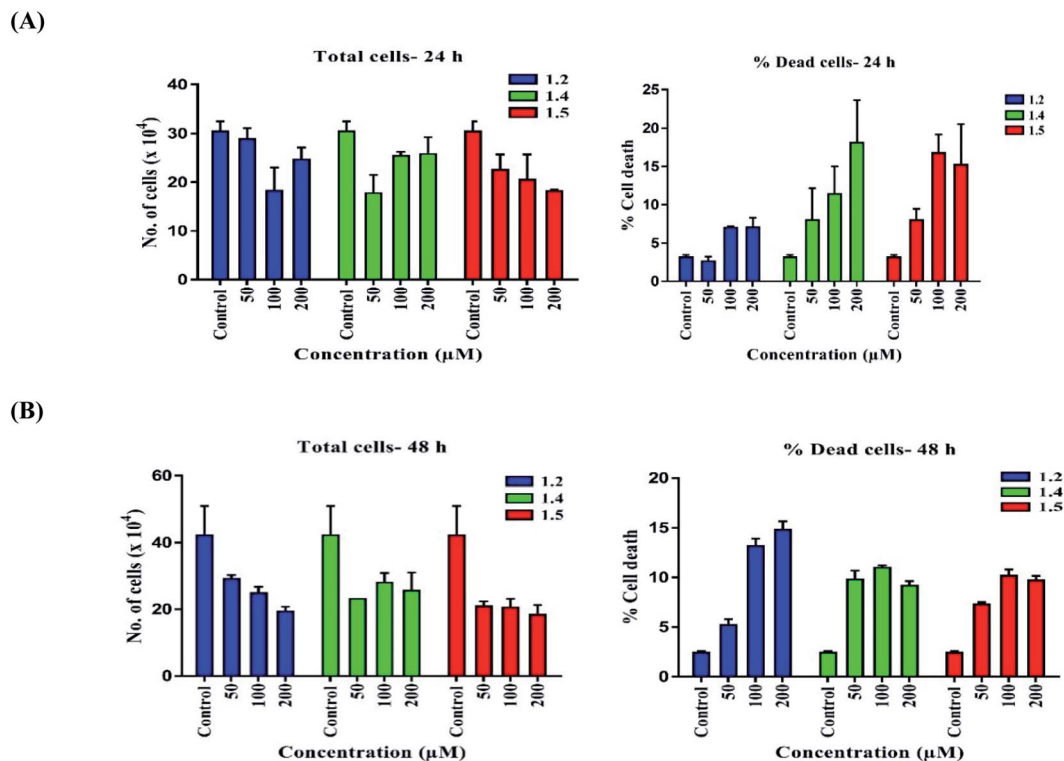 (A)
Total cells- 24 h
1.2
1.4
1.5
No. of cells (x 10⁴)
40
30
20
10
0
Control
50
100
200
Control
50
100
200
Control
50
100
200
Concentration (µM)
% Dead cells- 24 h
1.2
1.4
1.5
% Cell death
25
20
15
10
5
0
Control
50
100
200
Control
50
100
200
Control
50
100
200
Concentration (µM)
(B)
Total cells- 48 h
1.2
1.4
1.5
No. of cells (x 10⁴)
60
40
20
0
Control
50
100
200
Control
50
100
200
Control
50
100
200
Concentration (µM)
% Dead cells- 48 h
1.2
1.4
1.5
% Cell death
20
15
10
5
0
Control
50
100
200
Control
50
100
200
Control
50
100
200
Concentration (µM)